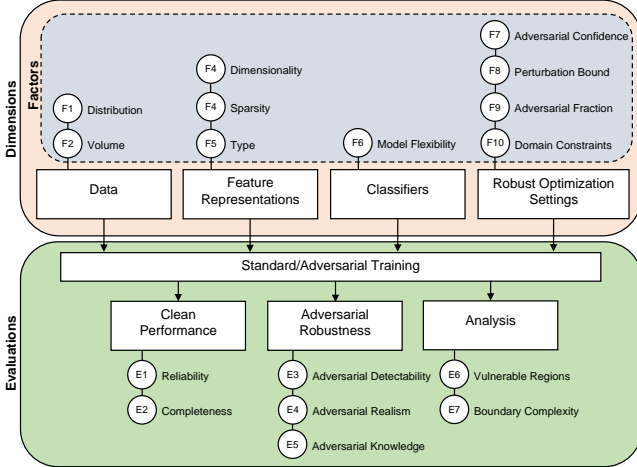 Dimensions
Factors
F7 Adversarial Confidence
F4 Dimensionality
F8 Perturbation Bound
F1 Distribution
F4 Sparsity
F9 Adversarial Fraction
F2 Volume
F5 Type
F6 Model Flexibility
F10 Domain Constraints
Data
Feature
Representations
Classifiers
Robust Optimization
Settings
Evaluations
Standard/Adversarial Training
Clean
Performance
Adversarial
Robustness
Analysis
E1 Reliability
E3 Adversarial Detectability
E6 Vulnerable Regions
E2 Completeness
E4 Adversarial Realism
E7 Boundary Complexity
E5 Adversarial Knowledge